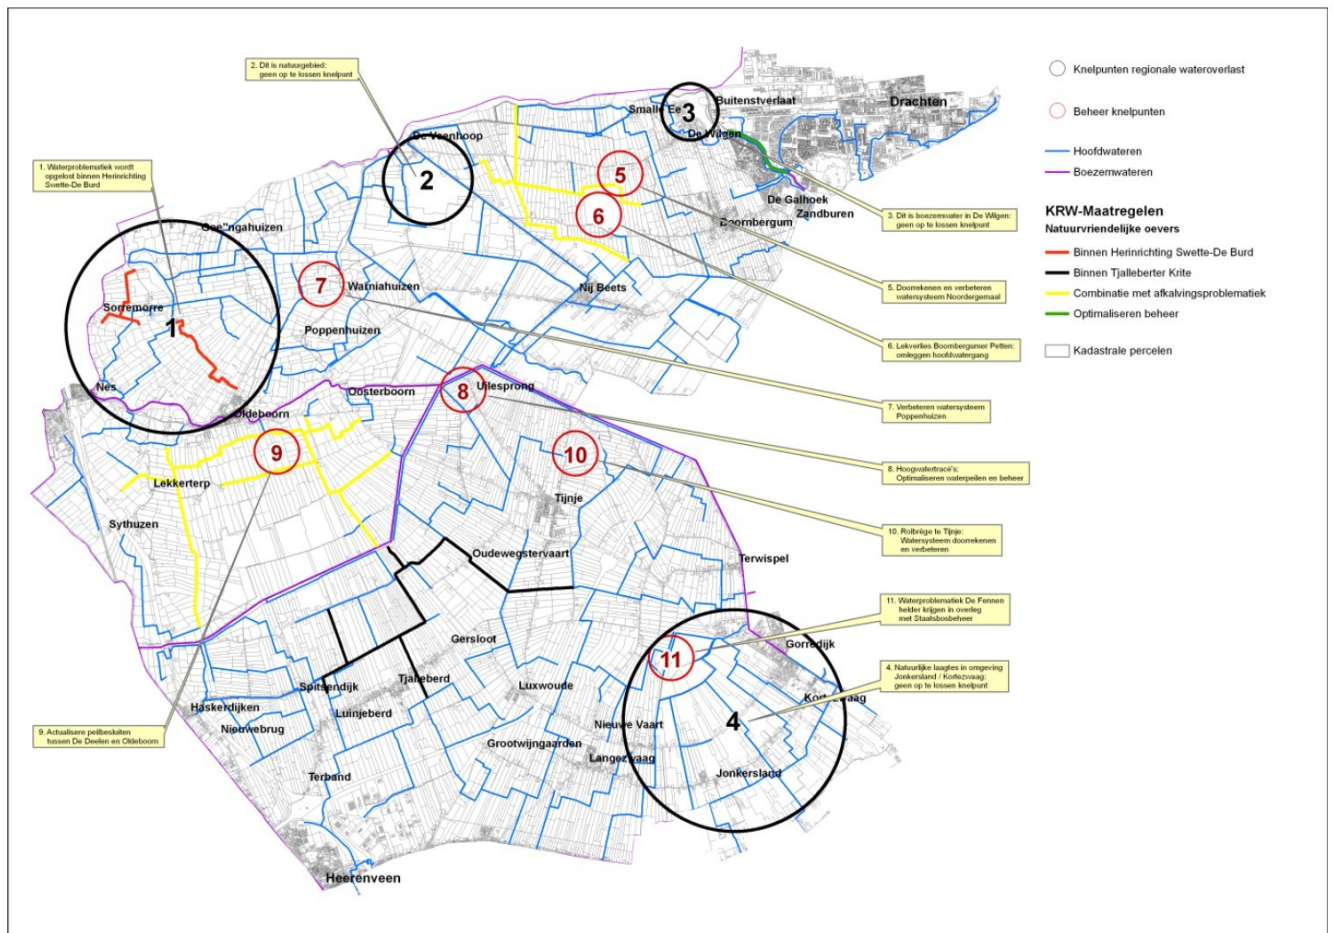 2. Dit is natuurgebied:
geen op te lossen knelpunt
3
Smalle Ee
Buitenstverlaat
Drachten
De Wilgen
De Veenhoop
1. Waterproblematiek wordt
opgelost binnen Herinrichting
Swette-De Burd
2
5
6
De Galhoek
Zandburen
Boornbergum
Goe"ngahuizen
7
Warniahuizen
Nij Beets
Sorremorre
1
Poppenhuizen
Nes
Oosterboorn
8
Uilesprong
Oldeboorn
9
10
Lekkerterp
Tijnje
Sythuzen
Oudewegstervaart
Terwispel
Gersloot
11
Gorredijk
Tjalleberd
Spitsendijk
Luxwoude
Kortezwaag
Haskerdijken
Luinjeberd
Nieuwe Vaart
4
Nieuwebrug
Grootwijngaarden
Langezwaag
Jonkersland
Terband
Heerenveen
9. Actualisere peilbesluiten
tussen De Deelen en Oldeboorn
3. Dit is boezemwater in De Wilgen:
geen op te lossen knelpunt
5. Doorrekenen en verbeteren
watersysteem Noordergemaal
6. Lekverlies Boornbergumer Petten:
omleggen hoofdwatergang
7. Verbeteren watersysteem
Poppenhuizen
8. Hoogwatertracé's:
Optimaliseren waterpeilen en beheer
10. Rolbrêge te Tijnje:
Watersysteem doorrekenen
en verbeteren
11. Waterproblematiek De Fennen
helder krijgen in overleg
met Staatsbosbeheer
4. Natuurlijke laagtes in omgeving
Jonkersland / Kortezwaag:
geen op te lossen knelpunt
Knelpunten regionale wateroverlast
Beheer knelpunten
Hoofdwateren
Boezemwateren
KRW-Maatregelen
Natuurvriendelijke oevers
Binnen Herinrichting Swette-De Burd
Binnen Tjalleberter Krite
Combinatie met afkalvingsproblematiek
Optimaliseren beheer
Kadastrale percelen